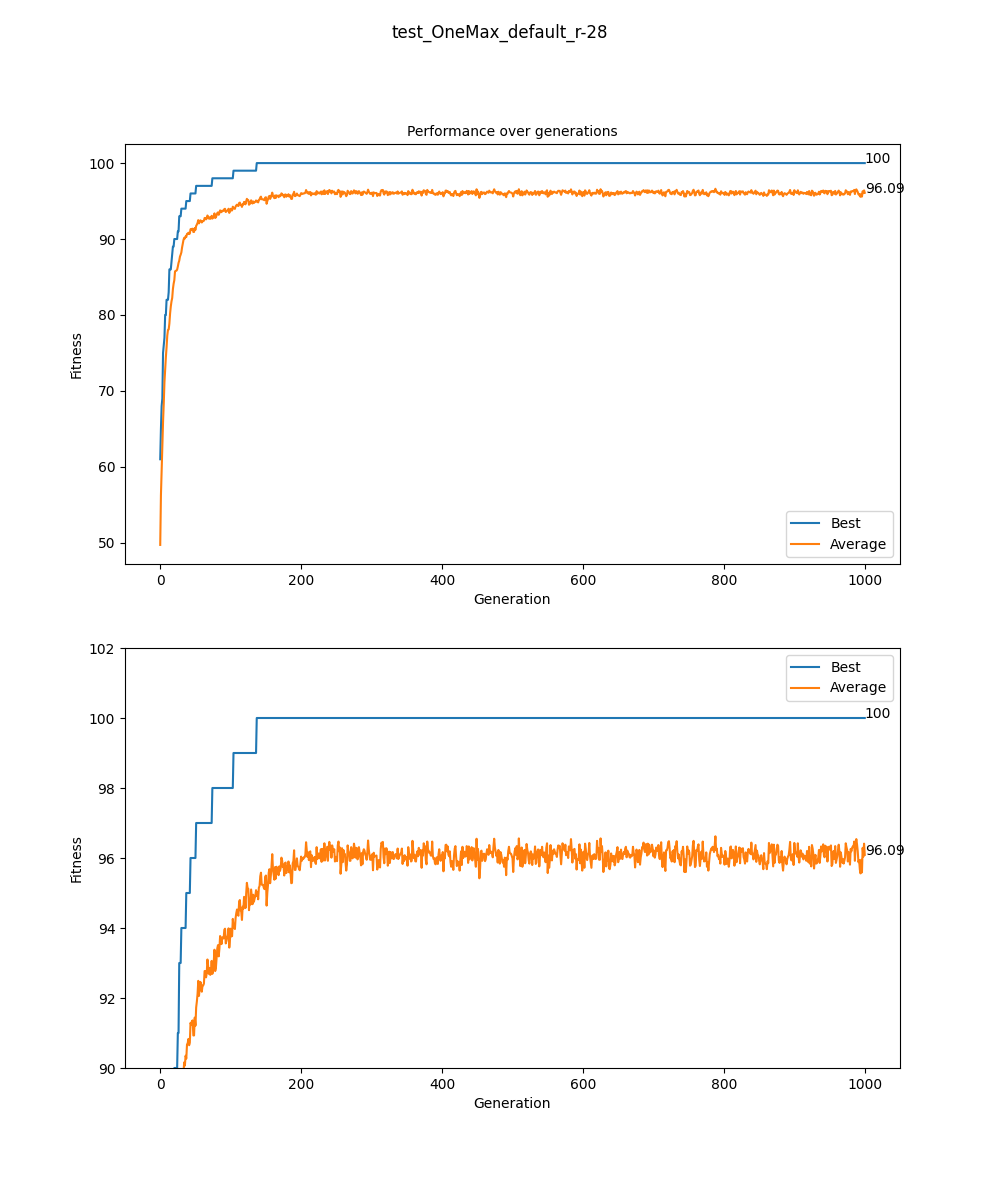 test_OneMax_default_r-28
Performance over generations
100
96.09
100
90
80
70
60
50
Fitness
Best
Average
0 200 400 600 800 1000
Generation
102
100
98
96
94
92
90
Fitness
Best
Average
100
96.09
0 200 400 600 800 1000
Generation